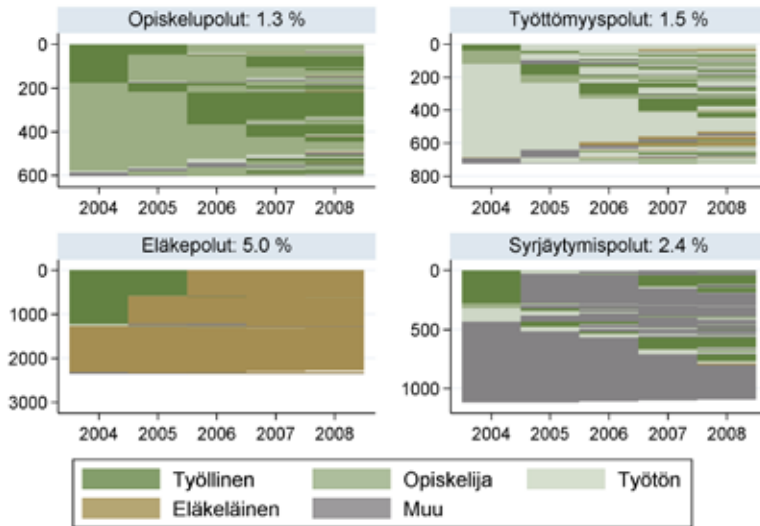 Opiskelupolut: 1.3 %
0
200
400
600
2004 2005 2006 2007 2008
Työttömyyspolut: 1.5 %
0
200
400
600
800
2004 2005 2006 2007 2008
Eläkepolut: 5.0 %
0
1000
2000
3000
2004 2005 2006 2007 2008
Syrjäytymispolut: 2.4 %
0
500
1000
2004 2005 2006 2007 2008
Työllinen Opiskelija Työtön
Eläkeläinen Muu